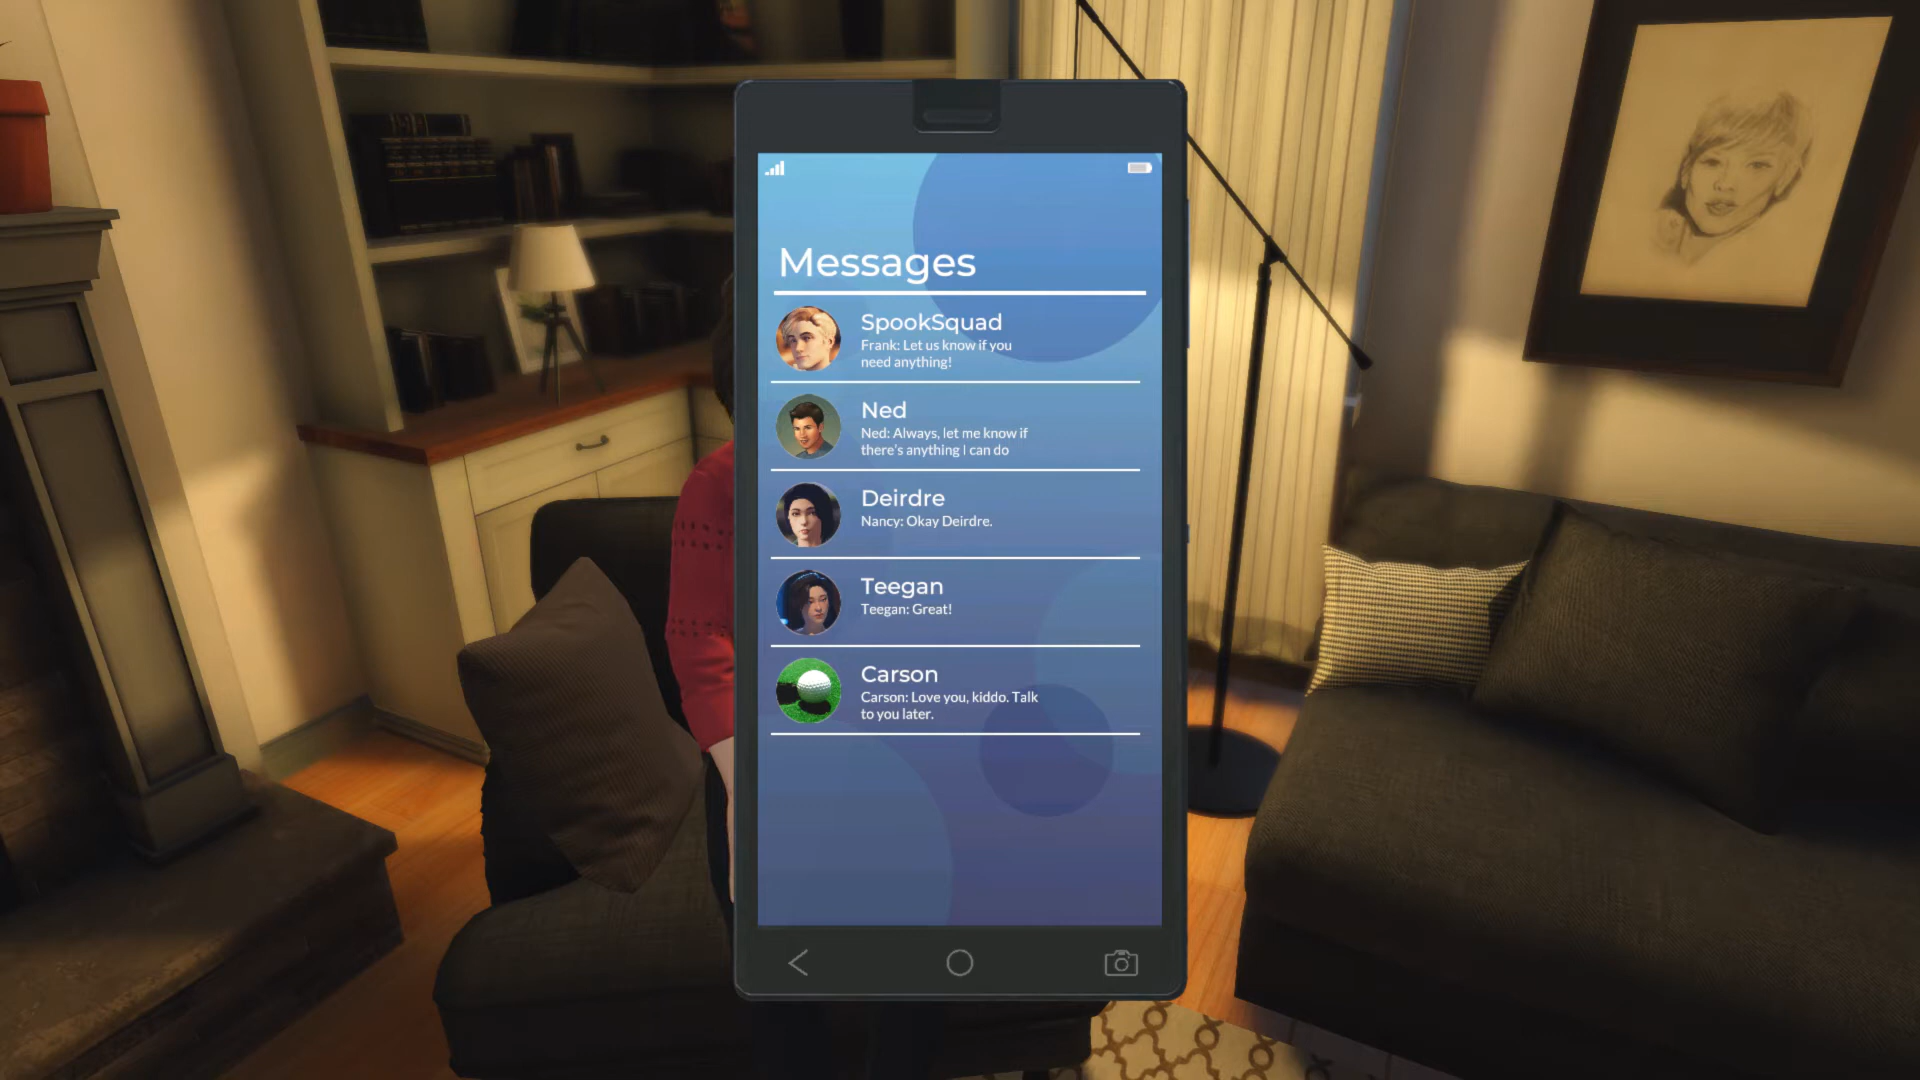 Messages
SpookSquad
Frank: Let us know if you
need anything!
Ned
Ned: Always, let me know if
there's anything I can do
Deirdre
Nancy: Okay Deirdre.
Teegan
Teegan: Great!
Carson
Carson: Love you, kiddo. Talk
to you later.